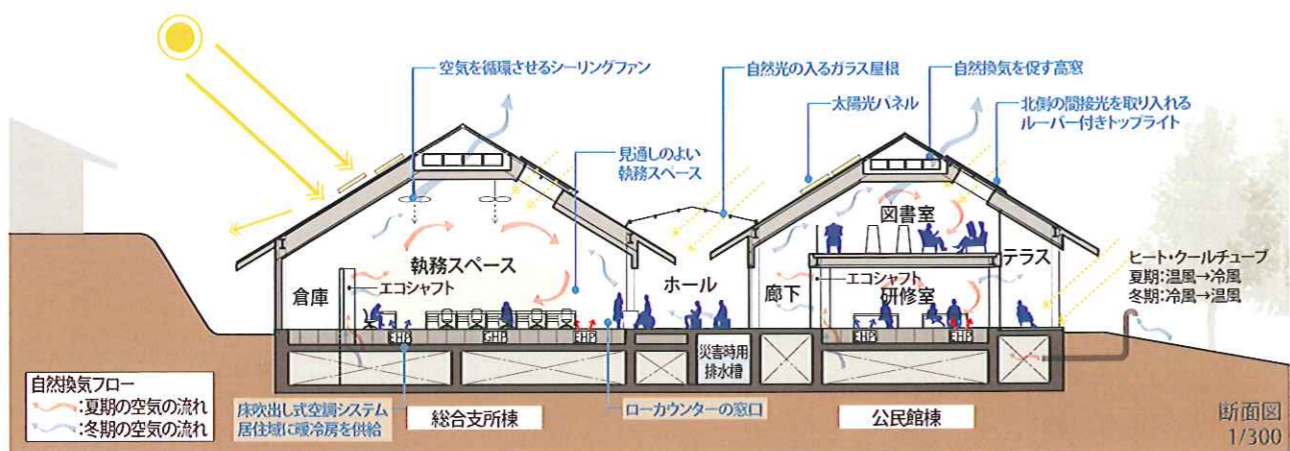 空気を循環させるシーリングファン
自然光の入るガラス屋根
自然換気を促す高窓
太陽光パネル
北側の間接光を取り入れる
ルーバー付きトップライト
見通しのよい
執務スペース
図書室
テラス
ヒート・クールチューブ
夏期:温風→冷風
冬期:冷風→温風
執務スペース
エコシャフト
倉庫
ホール
廊下
エコシャフト
研修室
EHP
GHP
EHP
EHP
EHP
災害時用
排水槽
自然換気フロー
:夏期の空気の流れ
:冬期の空気の流れ
床吹出し式空調システム
居住域に暖冷房を供給
総合支所棟
ローカウンターの窓口
公民館棟
断面図
1/300